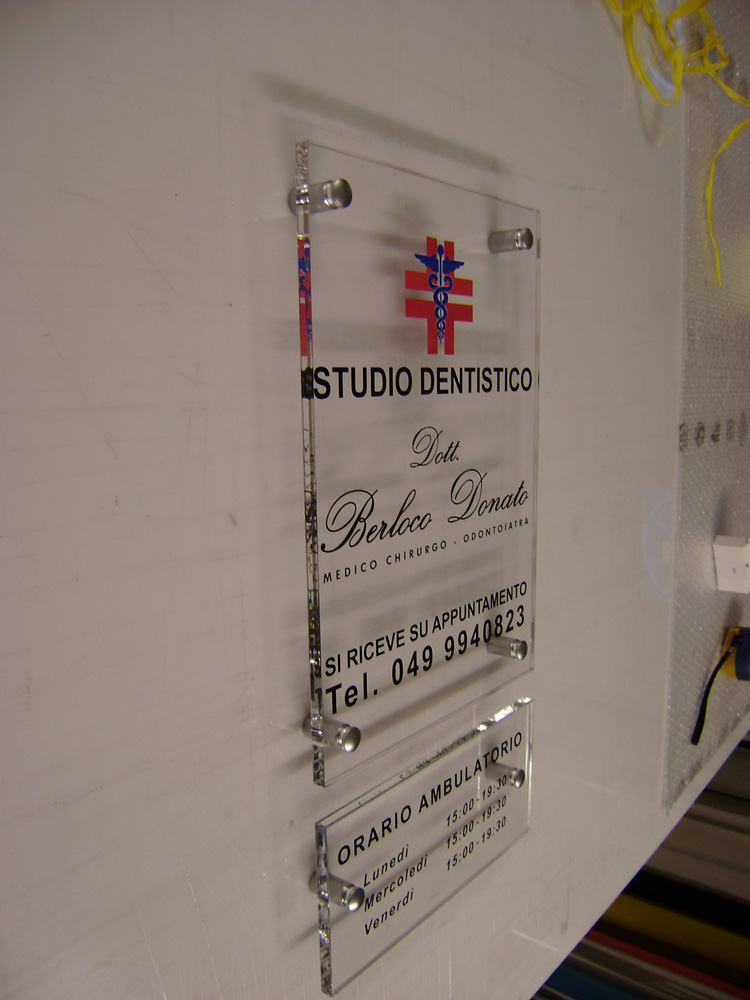 STUDIO DENTISTICO
Dott.
Berloco Donato
MEDICO CHIRURGO - ODONTOIATRA
SI RICEVE SU APPUNTAMENTO
Tel. 049 9940823
ORARIO AMBULATORIO
Lunedì 15:00-19:30
Mercoledì 15:00-19:30
Venerdì 15:00-19:30